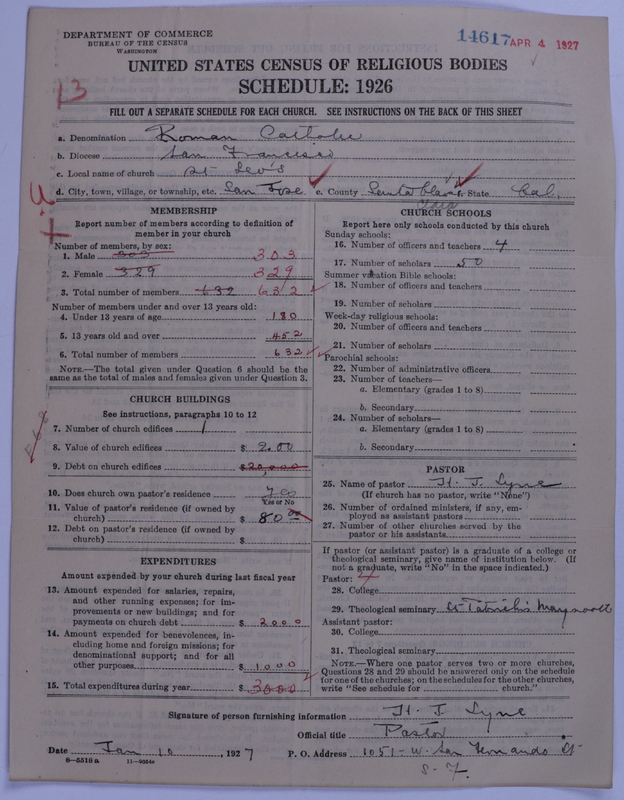 DEPARTMENT OF COMMERCE
BUREAU OF THE CENSUS
WASHINGTON
14617 APR 4 1927
UNITED STATES CENSUS OF RELIGIOUS BODIES
SCHEDULE: 1926
13
FILL OUT A SEPARATE SCHEDULE FOR EACH CHURCH. SEE INSTRUCTIONS ON THE BACK OF THIS SHEET
a. Denomination Roman Catholic
b. Diocese San Francisco
c. Local name of church St Leo's
d. City, town, village, or township, etc. San Jose e. County Santa Clara State Cal.
Clara
MEMBERSHIP
Report number of members according to definition of
member in your church
Number of members, by sex:
1. Male 303 303
2. Female 329 329
3. Total number of members 632 632
Number of members under and over 13 years old:
4. Under 13 years of age 180
5. 13 years old and over 452
6. Total number of members 632
NOTE.—The total given under Question 6 should be the
same as the total of males and females given under Question 3.
CHURCH BUILDINGS
See instructions, paragraphs 10 to 12
7. Number of church edifices 1
8. Value of church edifices $ 2000
9. Debt on church edifices $20,000
10. Does church own pastor's residence Yes
Yes or No
11. Value of pastor's residence (if owned by
church) $ 8000
12. Debt on pastor's residence (if owned by
church) $
EXPENDITURES
Amount expended by your church during last fiscal year
13. Amount expended for salaries, repairs,
and other running expenses; for im-
provements or new buildings; and for
payments on church debt $ 2000
14. Amount expended for benevolences, in-
cluding home and foreign missions; for
denominational support; and for all
other purposes $ 1000
15. Total expenditures during year $ 3000
CHURCH SCHOOLS
Report here only schools conducted by this church
Sunday schools:
16. Number of officers and teachers 4
17. Number of scholars 50
Summer vacation Bible schools:
18. Number of officers and teachers
19. Number of scholars
Week-day religious schools:
20. Number of officers and teachers
21. Number of scholars
Parochial schools:
22. Number of administrative officers
23. Number of teachers—
a. Elementary (grades 1 to 8)
b. Secondary
24. Number of scholars—
a. Elementary (grades 1 to 8)
b. Secondary
PASTOR
25. Name of pastor H. J. Lyne
(If church has no pastor, write "None")
26. Number of ordained ministers, if any, em-
ployed as assistant pastors
27. Number of other churches served by the
pastor or his assistants
If pastor (or assistant pastor) is a graduate of a college or
theological seminary, give name of institution below. (If
not a graduate, write "No" in the space indicated.)
Pastor:
28. College
29. Theological seminary St Patricks
Assistant pastor:
30. College
31. Theological seminary
NOTE.—Where one pastor serves two or more churches,
Questions 28 and 29 should be answered only on the schedule
for one of the churches; on the schedules for the other churches,
write "See schedule for church."
Signature of person furnishing information H. J. Lyne
Official title Pastor
Date Jan 10, 1927 P. O. Address 1051-W. San Fernando St
8—5518 a 11—9664a
S. J.